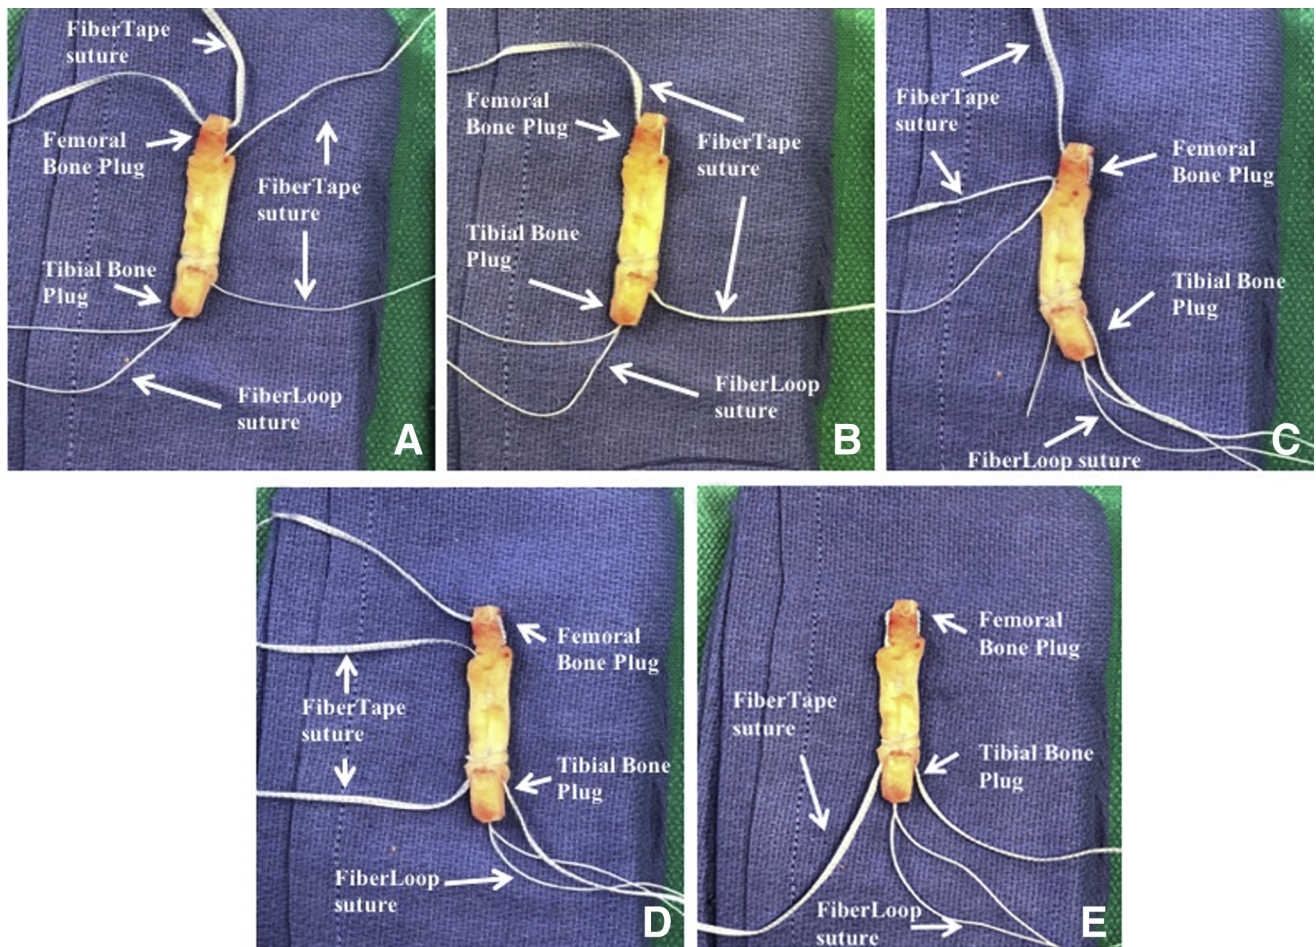 FiberTape
suture
Femoral
Bone Plug
FiberTape
suture
Tibial Bone
Plug
FiberLoop
suture
A
Femoral
Bone Plug
FiberTape
suture
Tibial Bone
Plug
FiberLoop
suture
B
FiberTape
suture
Femoral
Bone Plug
Tibial Bone
Plug
FiberLoop suture
C
Femoral
Bone Plug
FiberTape
suture
Tibial Bone
Plug
FiberLoop
suture
D
Femoral
Bone Plug
FiberTape
suture
Tibial Bone
Plug
FiberLoop
suture
E